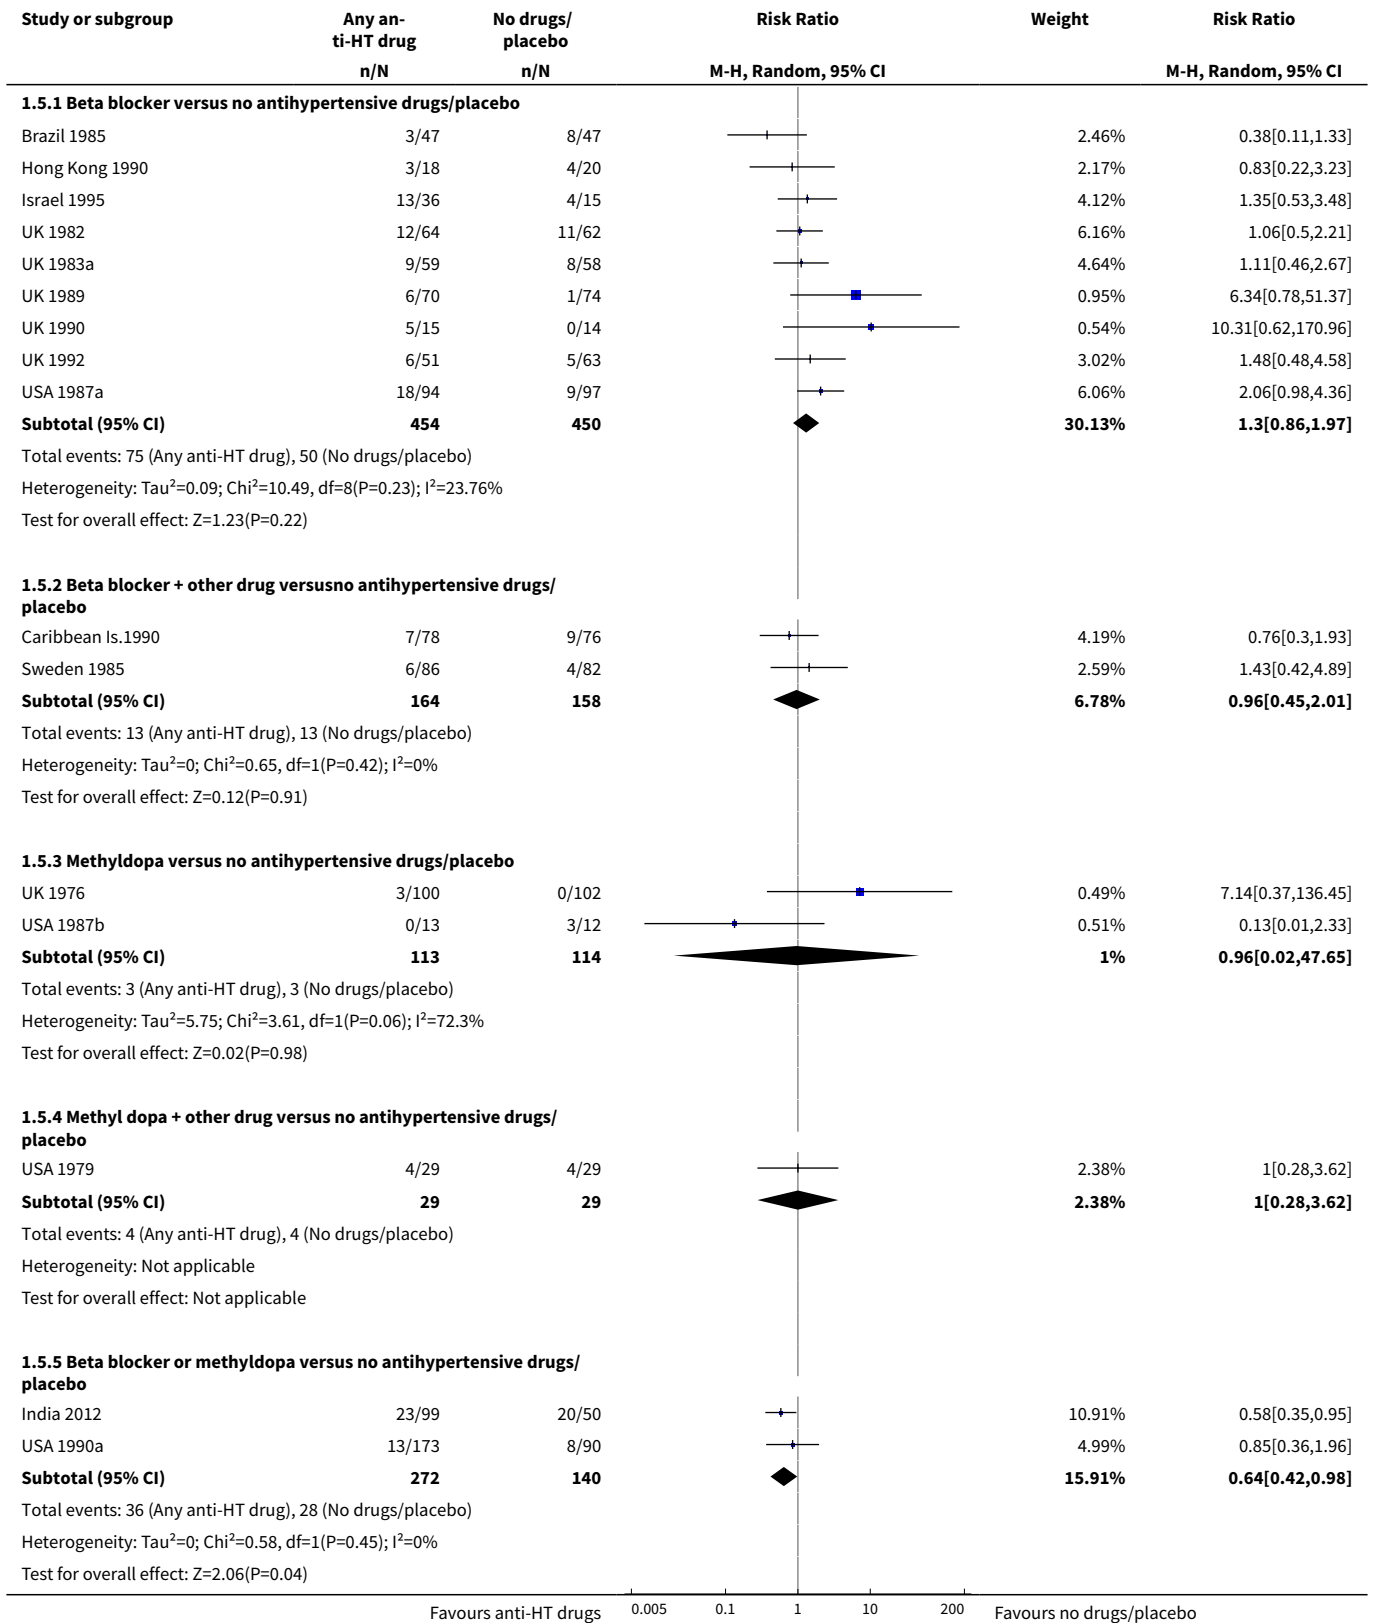 Study or subgroup Any an- No drugs/ Risk Ratio Weight Risk Ratio
ti-HT drug placebo
n/N n/N M-H, Random, 95% CI M-H, Random, 95% CI
1.5.1 Beta blocker versus no antihypertensive drugs/placebo
Brazil 1985 3/47 8/47 2.46% 0.38[0.11,1.33]
Hong Kong 1990 3/18 4/20 2.17% 0.83[0.22,3.23]
Israel 1995 13/36 4/15 4.12% 1.35[0.53,3.48]
UK 1982 12/64 11/62 6.16% 1.06[0.5,2.21]
UK 1983a 9/59 8/58 4.64% 1.11[0.46,2.67]
UK 1989 6/70 1/74 0.95% 6.34[0.78,51.37]
UK 1990 5/15 0/14 0.54% 10.31[0.62,170.96]
UK 1992 6/51 5/63 3.02% 1.48[0.48,4.58]
USA 1987a 18/94 9/97 6.06% 2.06[0.98,4.36]
Subtotal (95% CI) 454 450 30.13% 1.3[0.86,1.97]
Total events: 75 (Any anti-HT drug), 50 (No drugs/placebo)
Heterogeneity: Tau²=0.09; Chi²=10.49, df=8(P=0.23); I²=23.76%
Test for overall effect: Z=1.23(P=0.22)
1.5.2 Beta blocker + other drug versusno antihypertensive drugs/
placebo
Caribbean Is.1990 7/78 9/76 4.19% 0.76[0.3,1.93]
Sweden 1985 6/86 4/82 2.59% 1.43[0.42,4.89]
Subtotal (95% CI) 164 158 6.78% 0.96[0.45,2.01]
Total events: 13 (Any anti-HT drug), 13 (No drugs/placebo)
Heterogeneity: Tau²=0; Chi²=0.65, df=1(P=0.42); I²=0%
Test for overall effect: Z=0.12(P=0.91)
1.5.3 Methyldopa versus no antihypertensive drugs/placebo
UK 1976 3/100 0/102 0.49% 7.14[0.37,136.45]
USA 1987b 0/13 3/12 0.51% 0.13[0.01,2.33]
Subtotal (95% CI) 113 114 1% 0.96[0.02,47.65]
Total events: 3 (Any anti-HT drug), 3 (No drugs/placebo)
Heterogeneity: Tau²=5.75; Chi²=3.61, df=1(P=0.06); I²=72.3%
Test for overall effect: Z=0.02(P=0.98)
1.5.4 Methyl dopa + other drug versus no antihypertensive drugs/
placebo
USA 1979 4/29 4/29 2.38% 1[0.28,3.62]
Subtotal (95% CI) 29 29 2.38% 1[0.28,3.62]
Total events: 4 (Any anti-HT drug), 4 (No drugs/placebo)
Heterogeneity: Not applicable
Test for overall effect: Not applicable
1.5.5 Beta blocker or methyldopa versus no antihypertensive drugs/
placebo
India 2012 23/99 20/50 10.91% 0.58[0.35,0.95]
USA 1990a 13/173 8/90 4.99% 0.85[0.36,1.96]
Subtotal (95% CI) 272 140 15.91% 0.64[0.42,0.98]
Total events: 36 (Any anti-HT drug), 28 (No drugs/placebo)
Heterogeneity: Tau²=0; Chi²=0.58, df=1(P=0.45); I²=0%
Test for overall effect: Z=2.06(P=0.04)
Favours anti-HT drugs 0.005 0.1 1 10 200 Favours no drugs/placebo